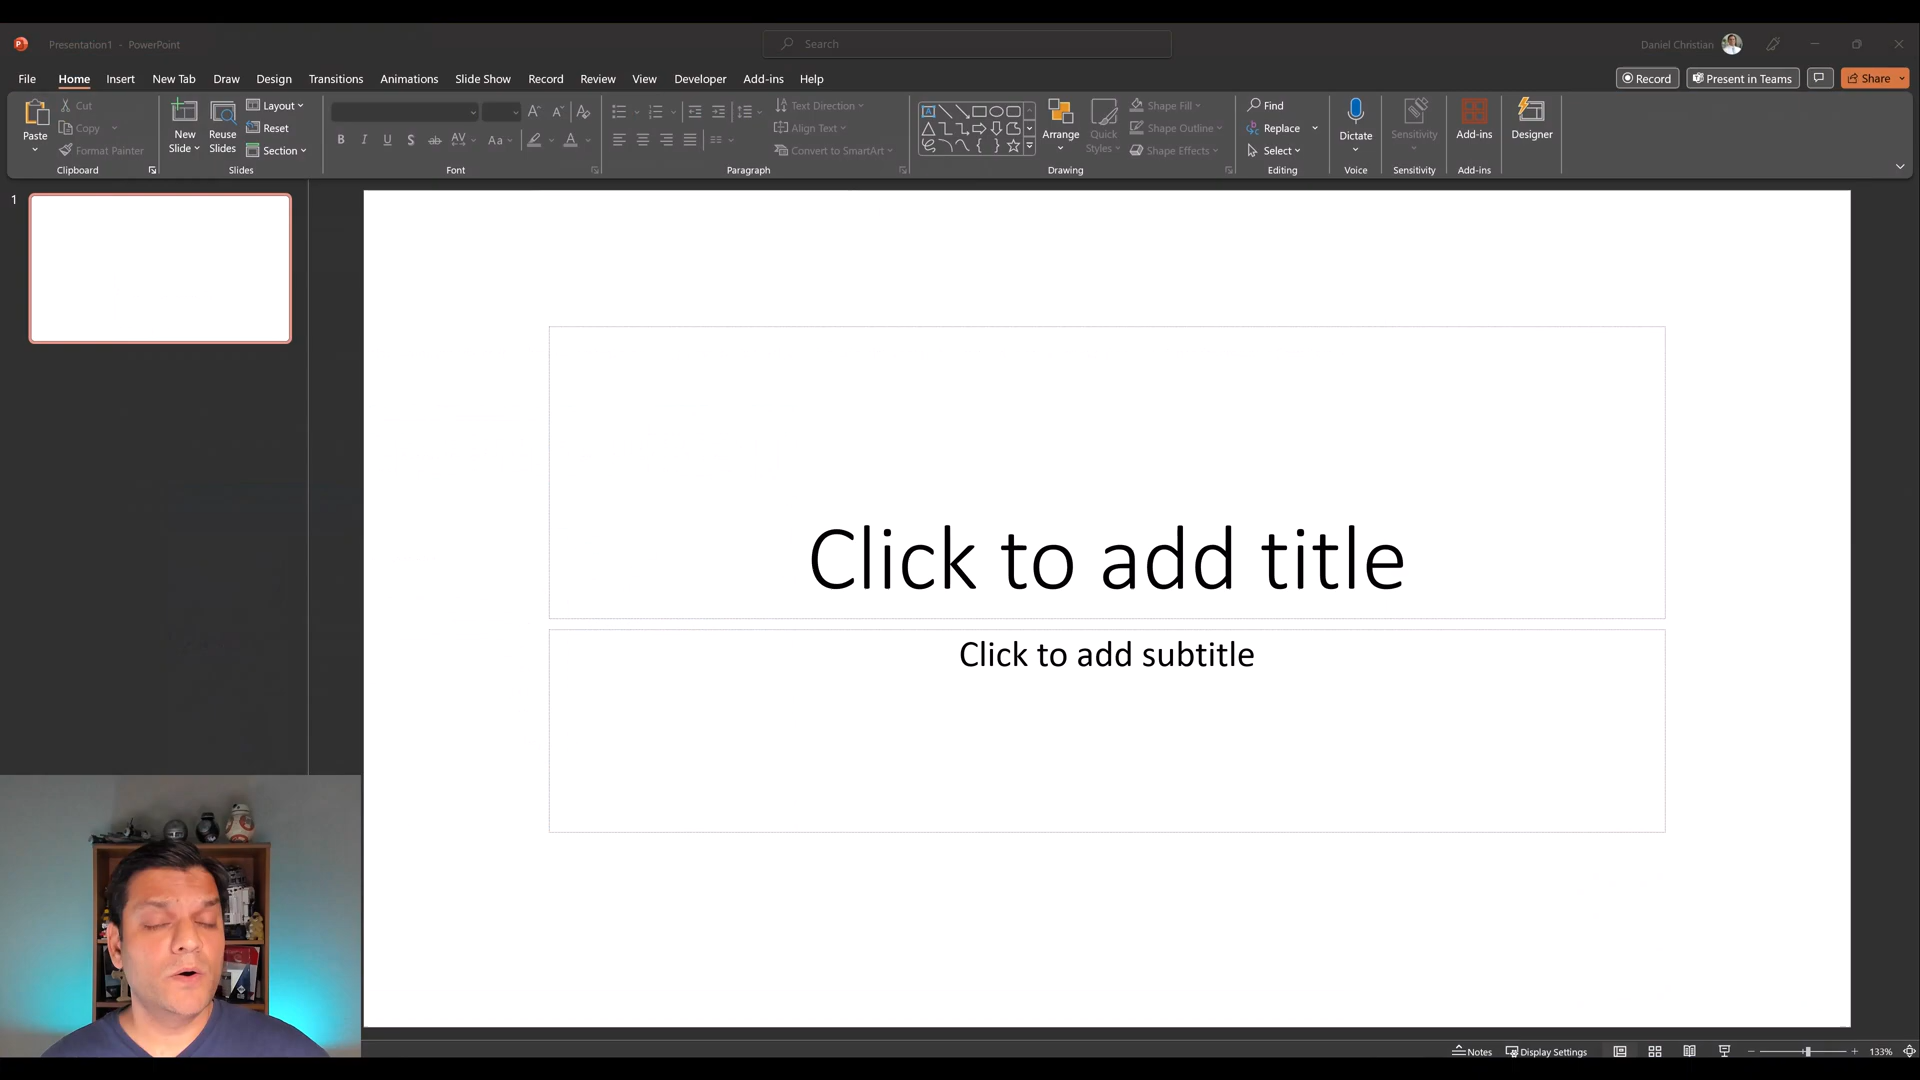 Presentation1 - PowerPoint
Search
Daniel Christian
File Home Insert New Tab Draw Design Transitions Animations Slide Show Record Review View Developer Add-ins Help
Record Present in Teams Share
Paste
Cut
Copy
Format Painter
Clipboard
New Slide
Reuse Slides
Layout
Reset
Section
Slides
B I U S ab AV Aa A
Font
Text Direction
Align Text
Convert to SmartArt
Paragraph
Arrange
Quick Styles
Shape Fill
Shape Outline
Shape Effects
Drawing
Find
Replace
Select
Editing
Dictate
Voice
Sensitivity
Sensitivity
Add-ins
Add-ins
Designer
1
Click to add title
Click to add subtitle
Notes Display Settings 133%